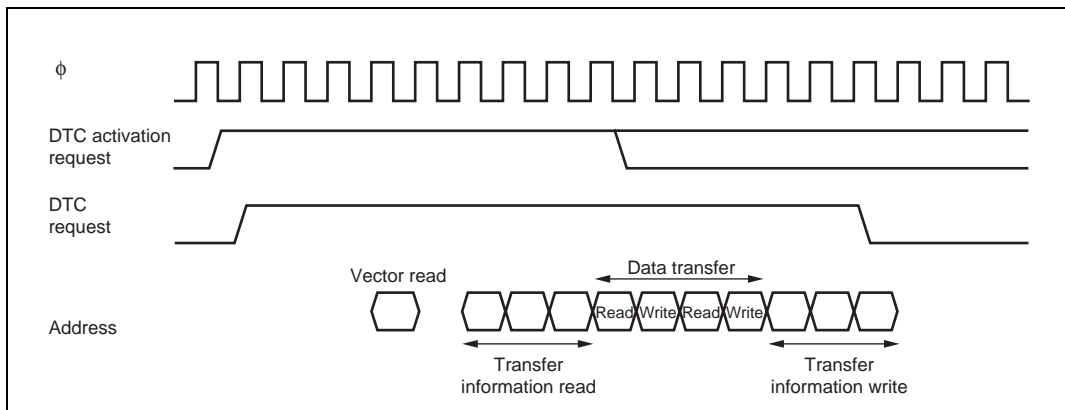 ϕ
DTC activation
request
DTC
request
Vector read
Data transfer
Address
Read Write Read Write
Transfer
information read
Transfer
information write